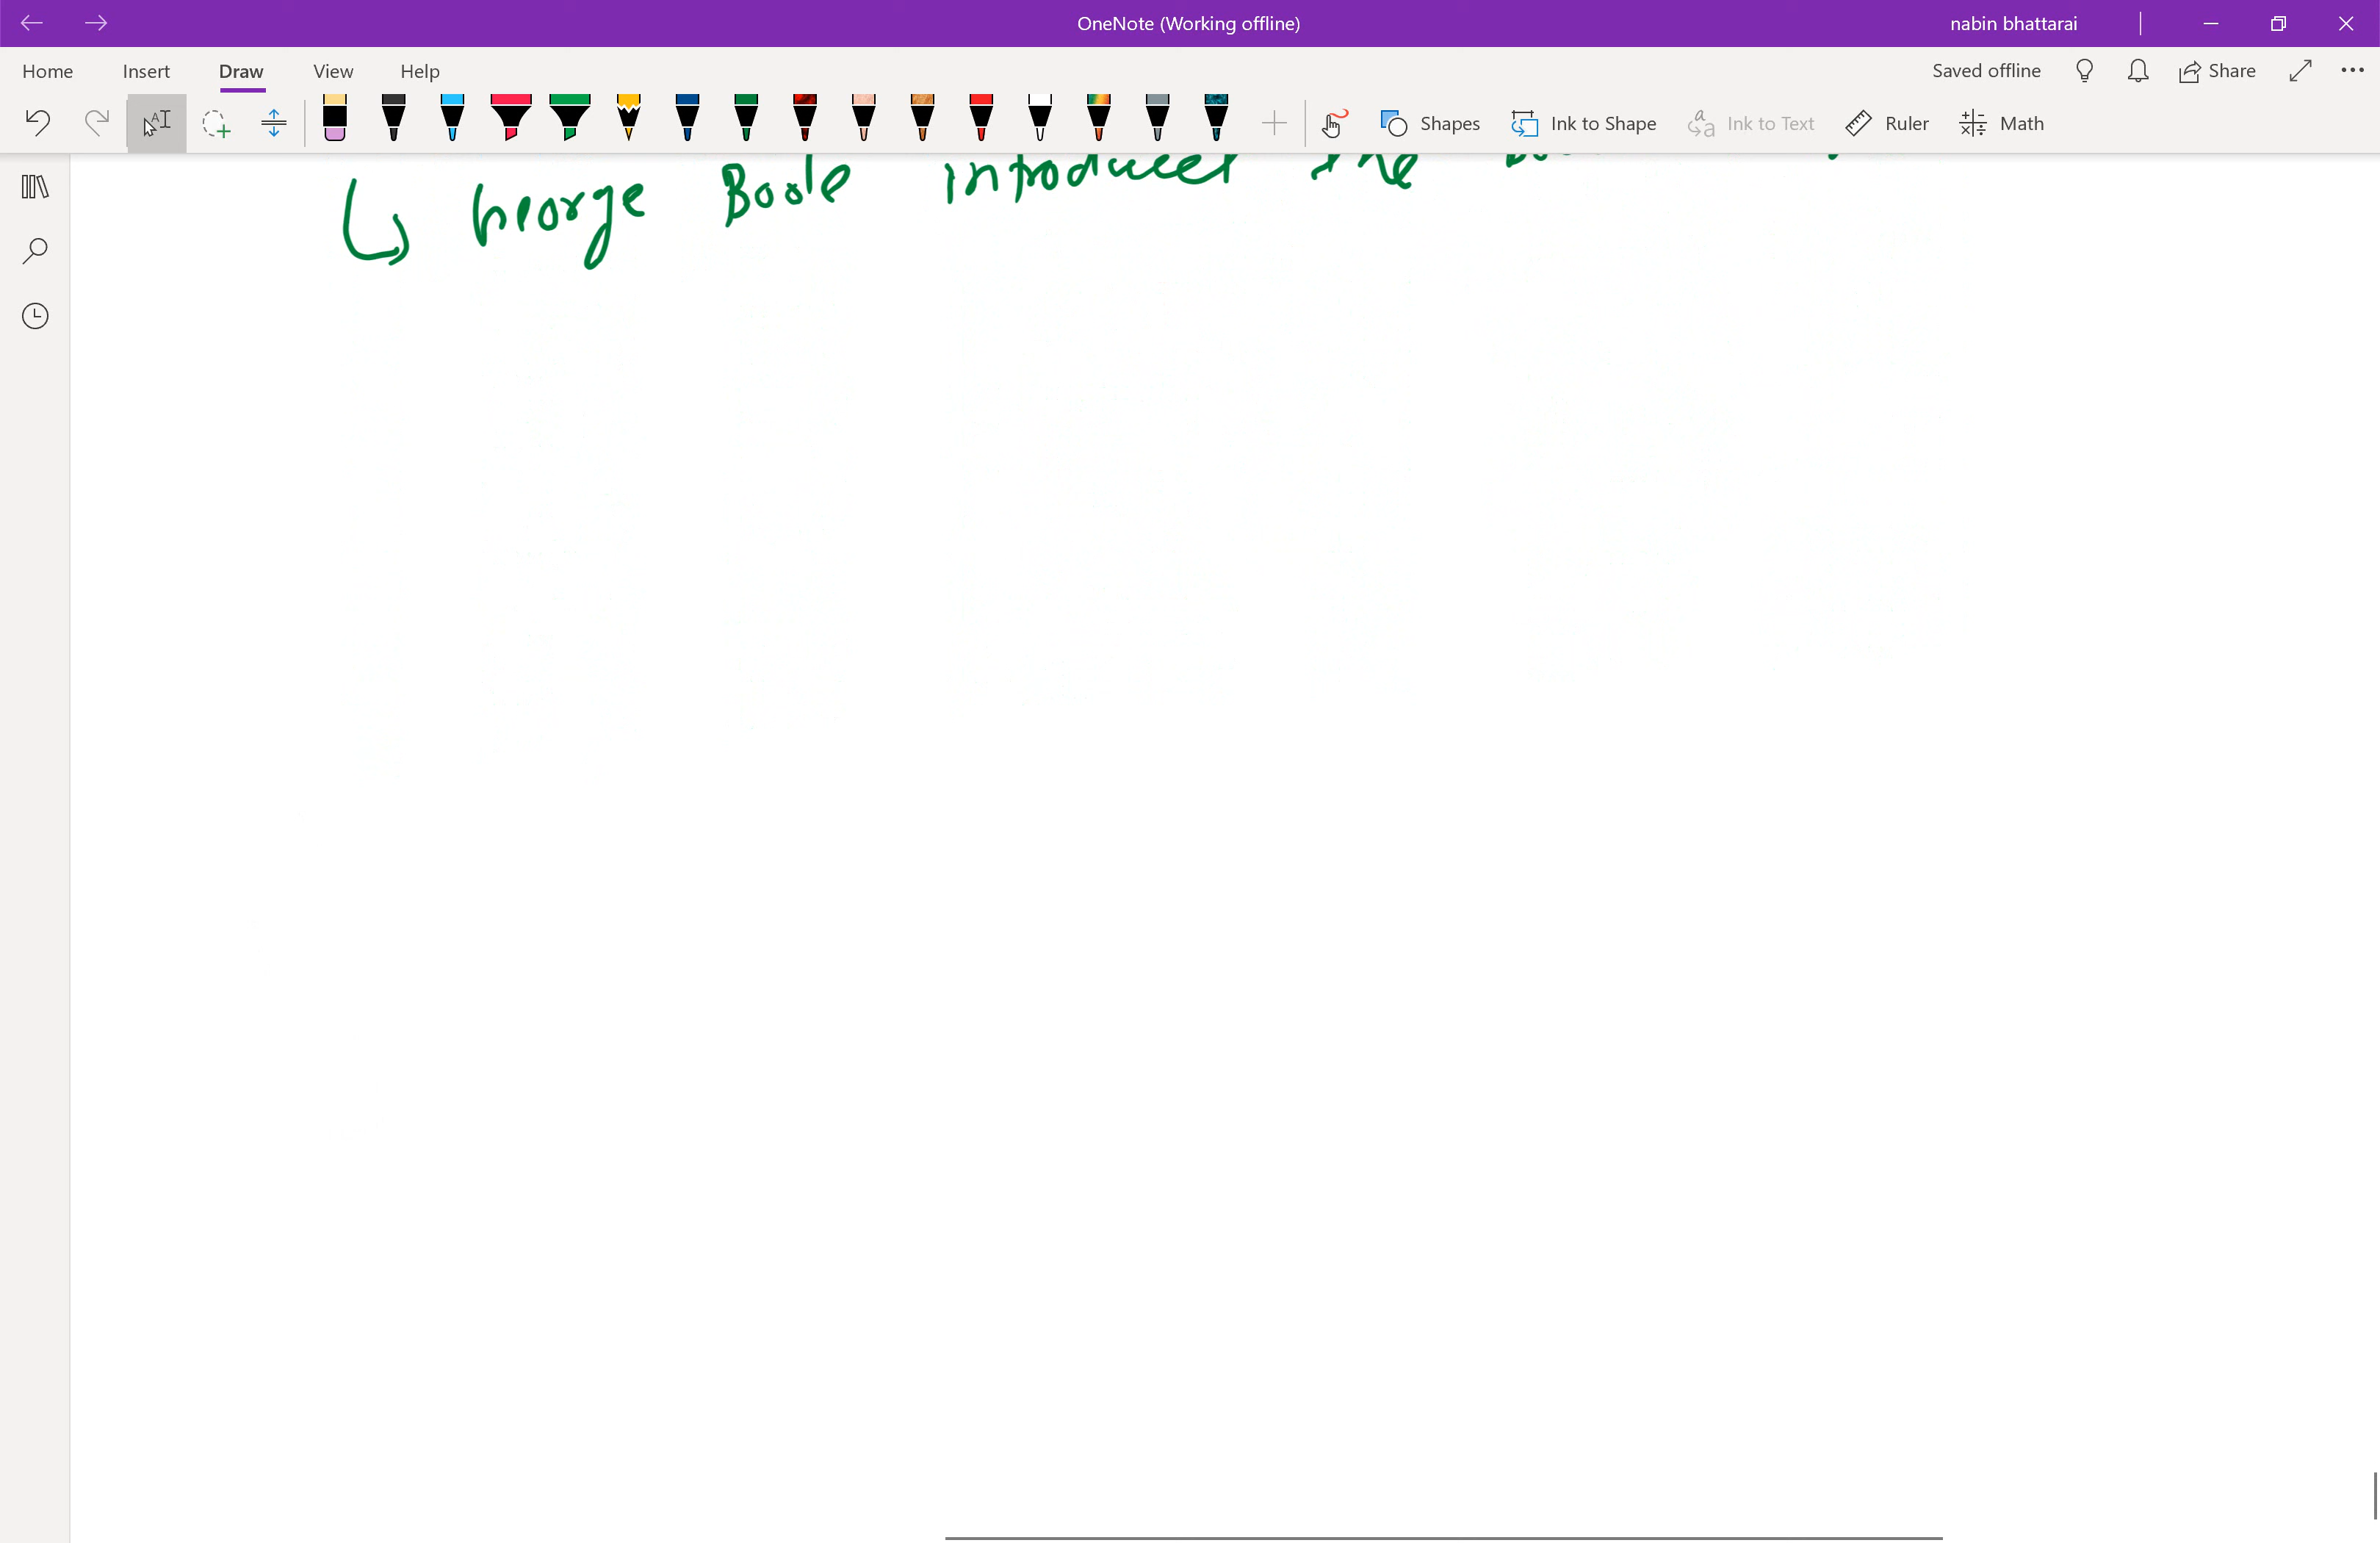 OneNote (Working offline) nabin bhattarai
Home Insert Draw View Help Saved offline Share
Shapes Ink to Shape Ink to Text Ruler Math
George Boole introduced the